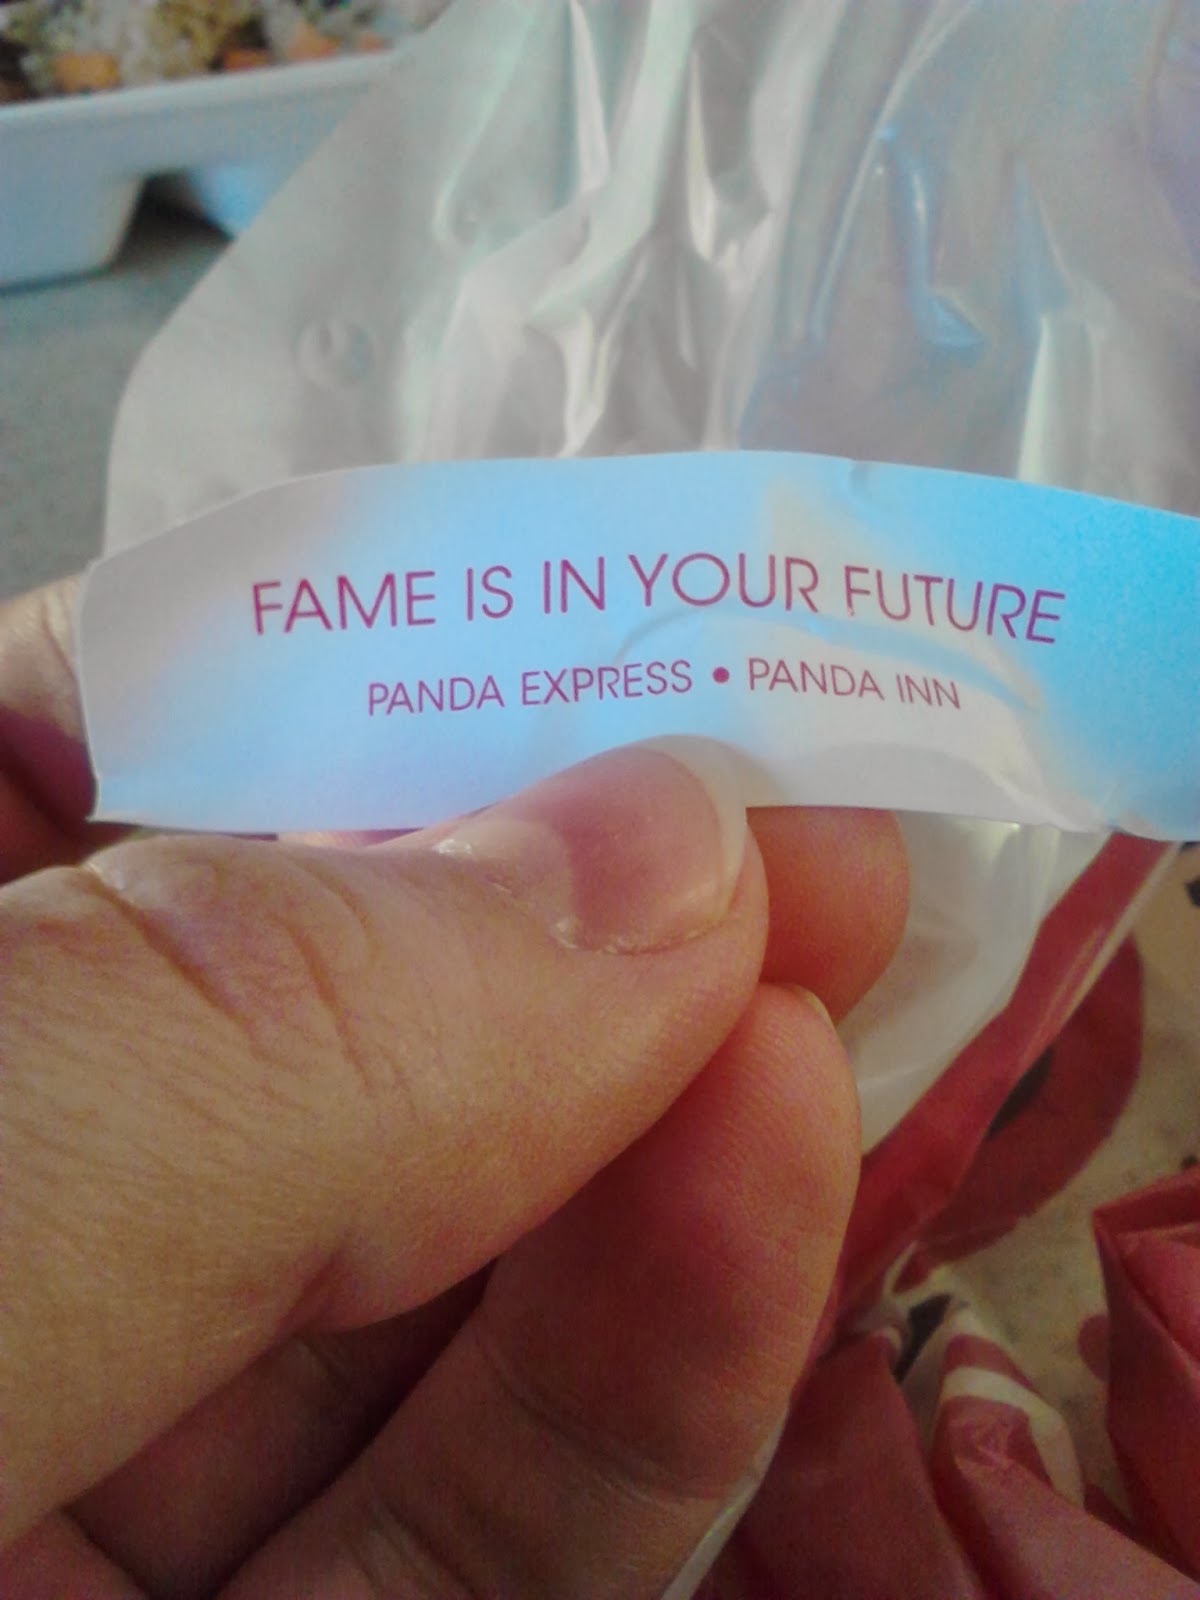 FAME IS IN YOUR FUTURE
PANDA EXPRESS • PANDA INN